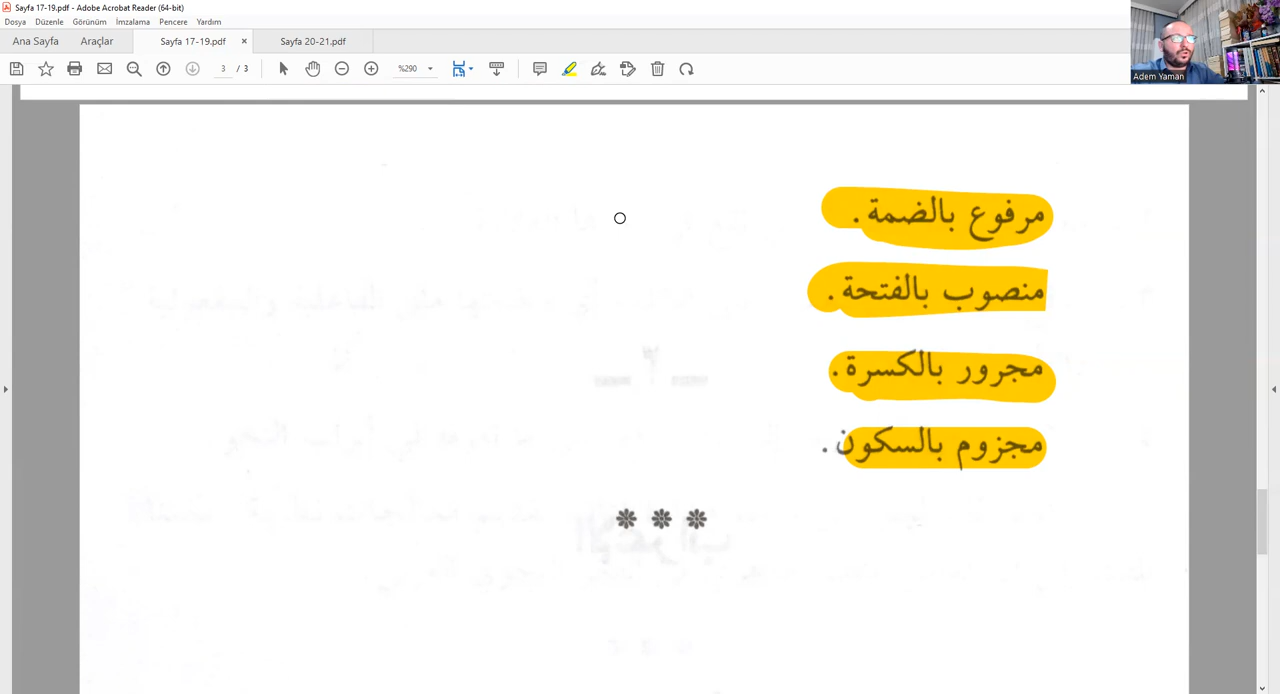 Sayfa 17-19.pdf - Adobe Acrobat Reader (64-bit)
Dosya Düzenle Görünüm İmzalama Pencere Yardım
Ana Sayfa Araçlar Sayfa 17-19.pdf × Sayfa 20-21.pdf
3 / 3 %290
Adem Yaman
مرفوع بالضمة .
منصوب بالفتحة .
مجرور بالكسرة .
مجزوم بالسكون .